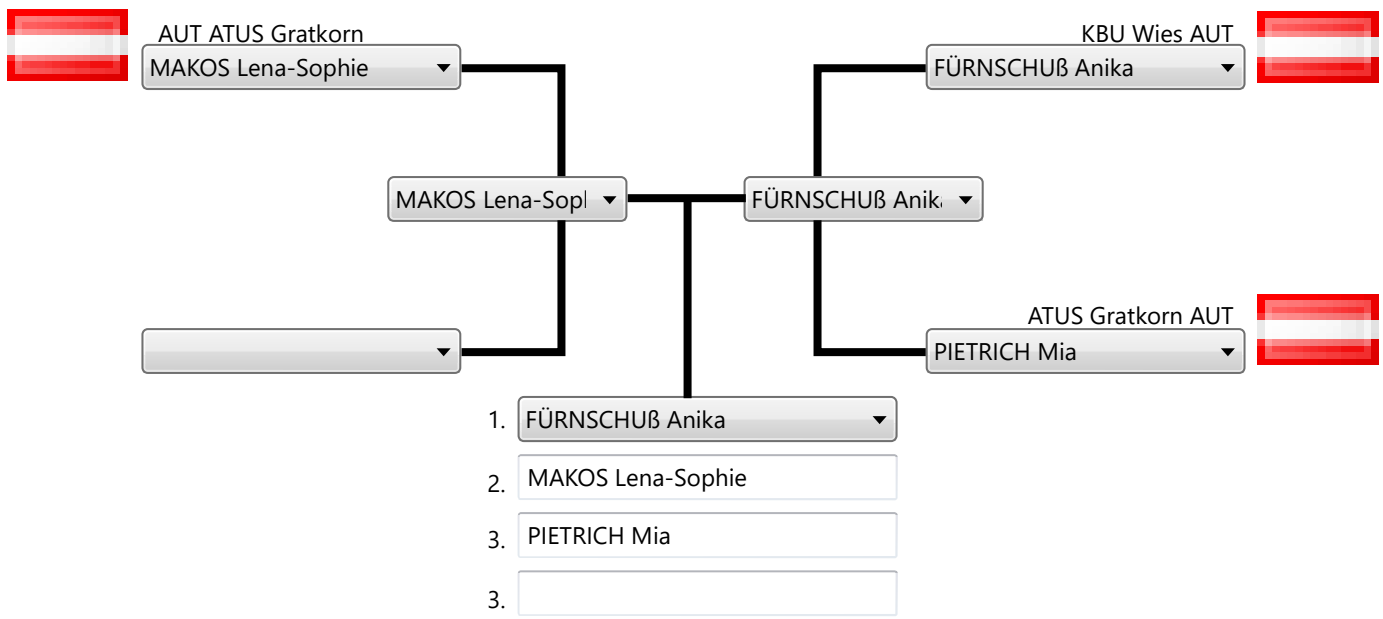 AUT ATUS Gratkorn
KBU Wies AUT
MAKOS Lena-Sophie
FÜRNSCHUß Anika
MAKOS Lena-Sopl
FÜRNSCHUß Anik
ATUS Gratkorn AUT
PIETRICH Mia
1. FÜRNSCHUß Anika
2. MAKOS Lena-Sophie
3. PIETRICH Mia
3.